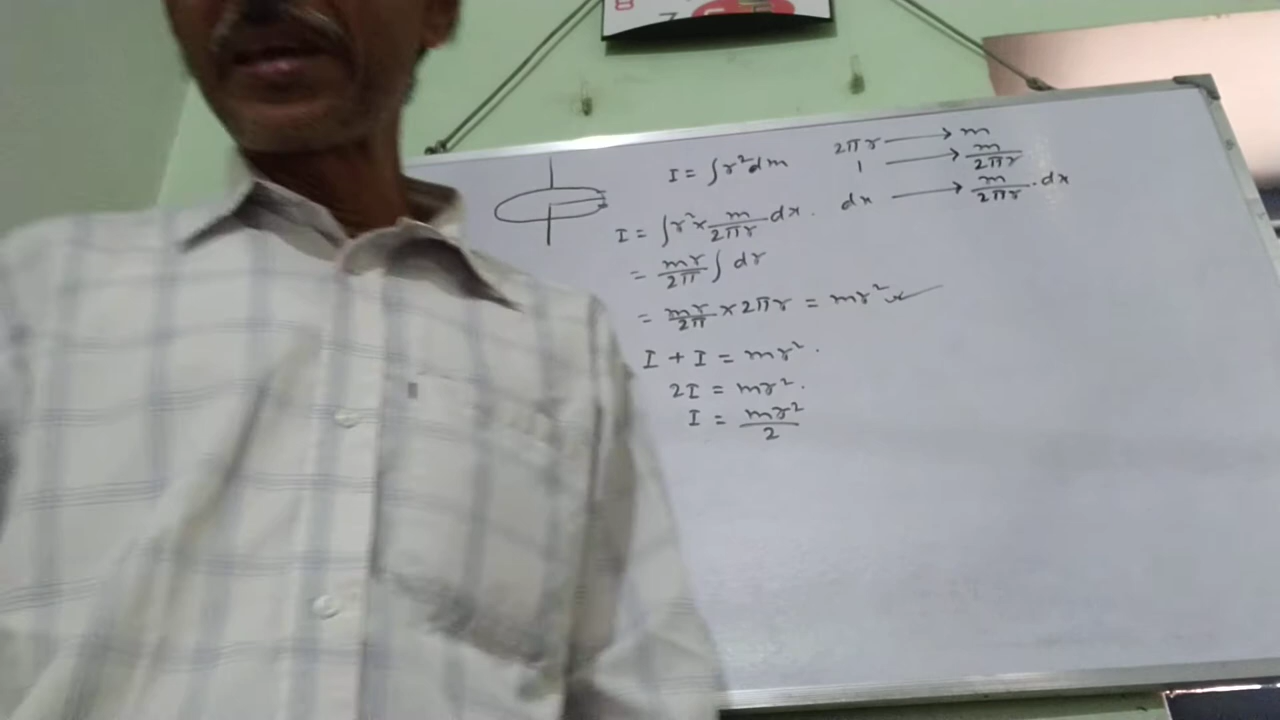 I = ∫r²dm
2πr → m
1 → m/2πr
dx → m/2πr · dx
I = ∫r² × m/2πr dx.
= mr/2π ∫ dr
= mr/2π × 2πr = mr²
I + I = mr².
2I = mr².
I = mr²/2